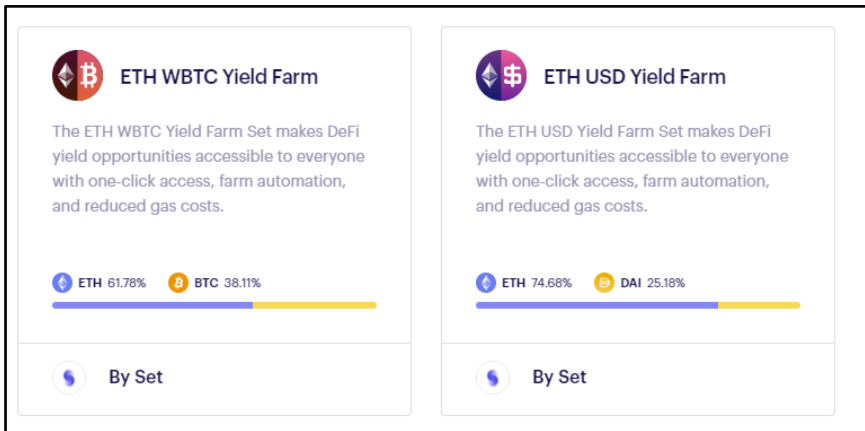 ETH WBTC Yield Farm
The ETH WBTC Yield Farm Set makes DeFi
yield opportunities accessible to everyone
with one-click access, farm automation,
and reduced gas costs.
ETH 61.78% BTC 38.11%
By Set
ETH USD Yield Farm
The ETH USD Yield Farm Set makes DeFi
yield opportunities accessible to everyone
with one-click access, farm automation,
and reduced gas costs.
ETH 74.68% DAI 25.18%
By Set